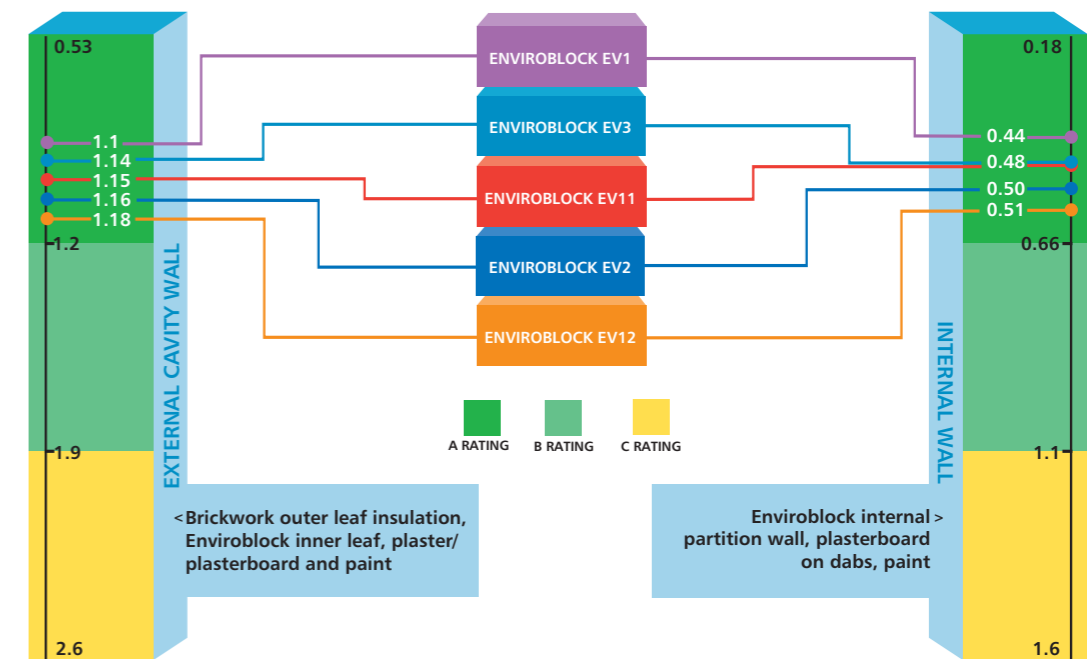 0.53
1.1
1.14
1.15
1.16
1.18
1.2
1.9
2.6
EXTERNAL CAVITY WALL
ENVIROBLOCK EV1
ENVIROBLOCK EV3
ENVIROBLOCK EV11
ENVIROBLOCK EV2
ENVIROBLOCK EV12
A RATING
B RATING
C RATING
<Brickwork outer leaf insulation,
Enviroblock inner leaf, plaster/
plasterboard and paint
Enviroblock internal >
partition wall, plasterboard
on dabs, paint
INTERNAL WALL
0.18
0.44
0.48
0.50
0.51
0.66
1.1
1.6